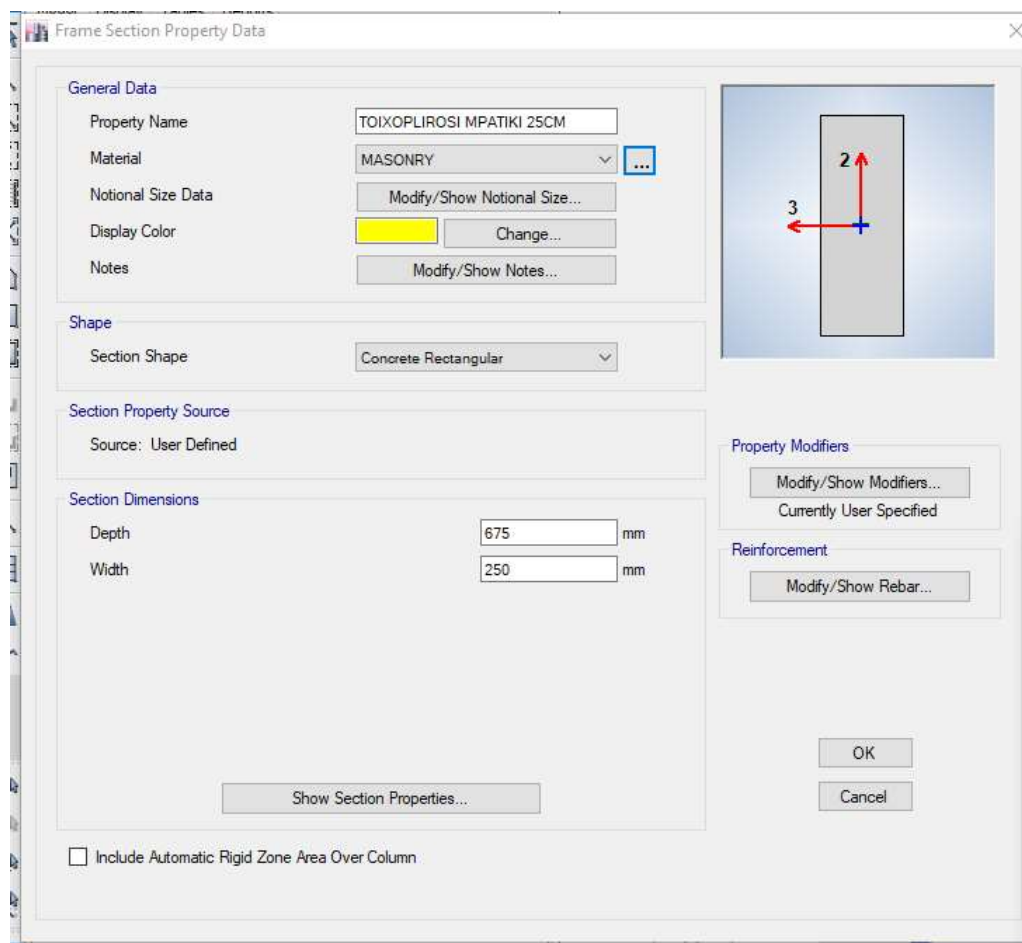 Frame Section Property Data
General Data
Property Name TOIXOPLIROSI MPATIKI 25CM
Material MASONRY ...
Notional Size Data Modify/Show Notional Size...
Display Color Change...
Notes Modify/Show Notes...
2
3
Shape
Section Shape Concrete Rectangular
Section Property Source
Source: User Defined
Property Modifiers
Modify/Show Modifiers...
Currently User Specified
Section Dimensions
Depth 675 mm
Width 250 mm
Reinforcement
Modify/Show Rebar...
OK
Cancel
Show Section Properties...
Include Automatic Rigid Zone Area Over Column